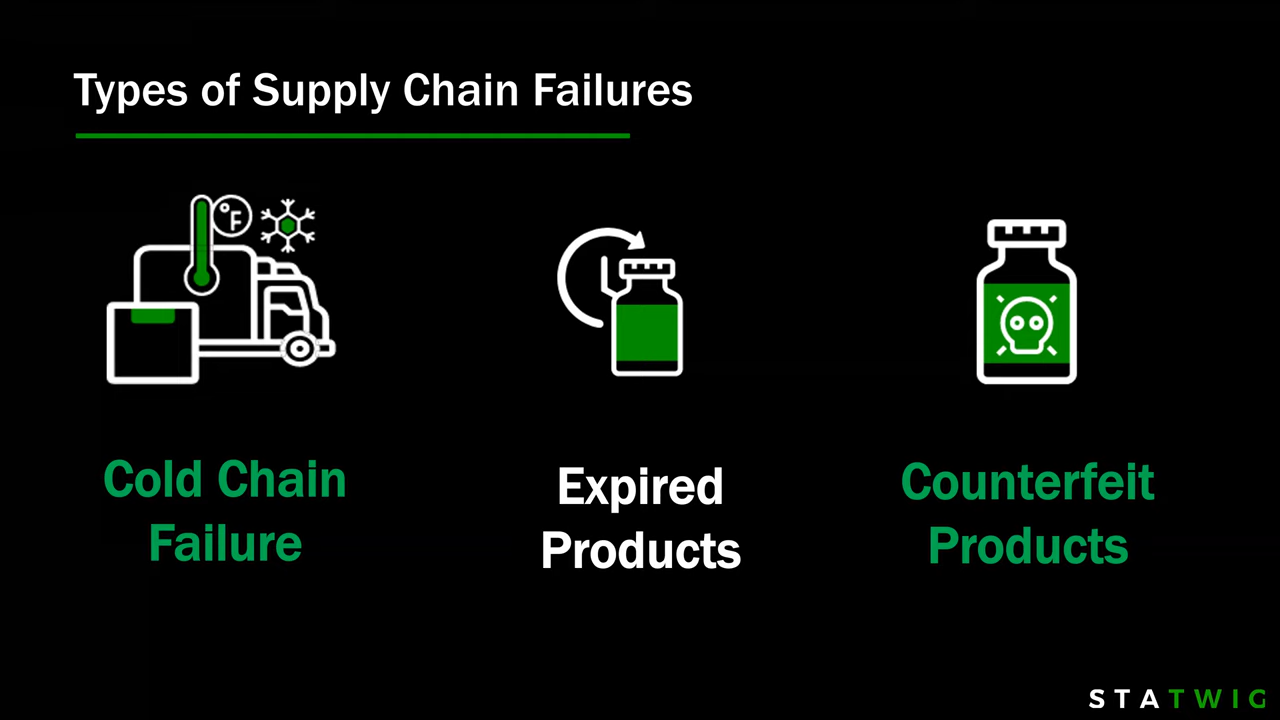 Types of Supply Chain Failures
°F
Cold Chain
Failure
Expired
Products
Counterfeit
Products
STATWIG